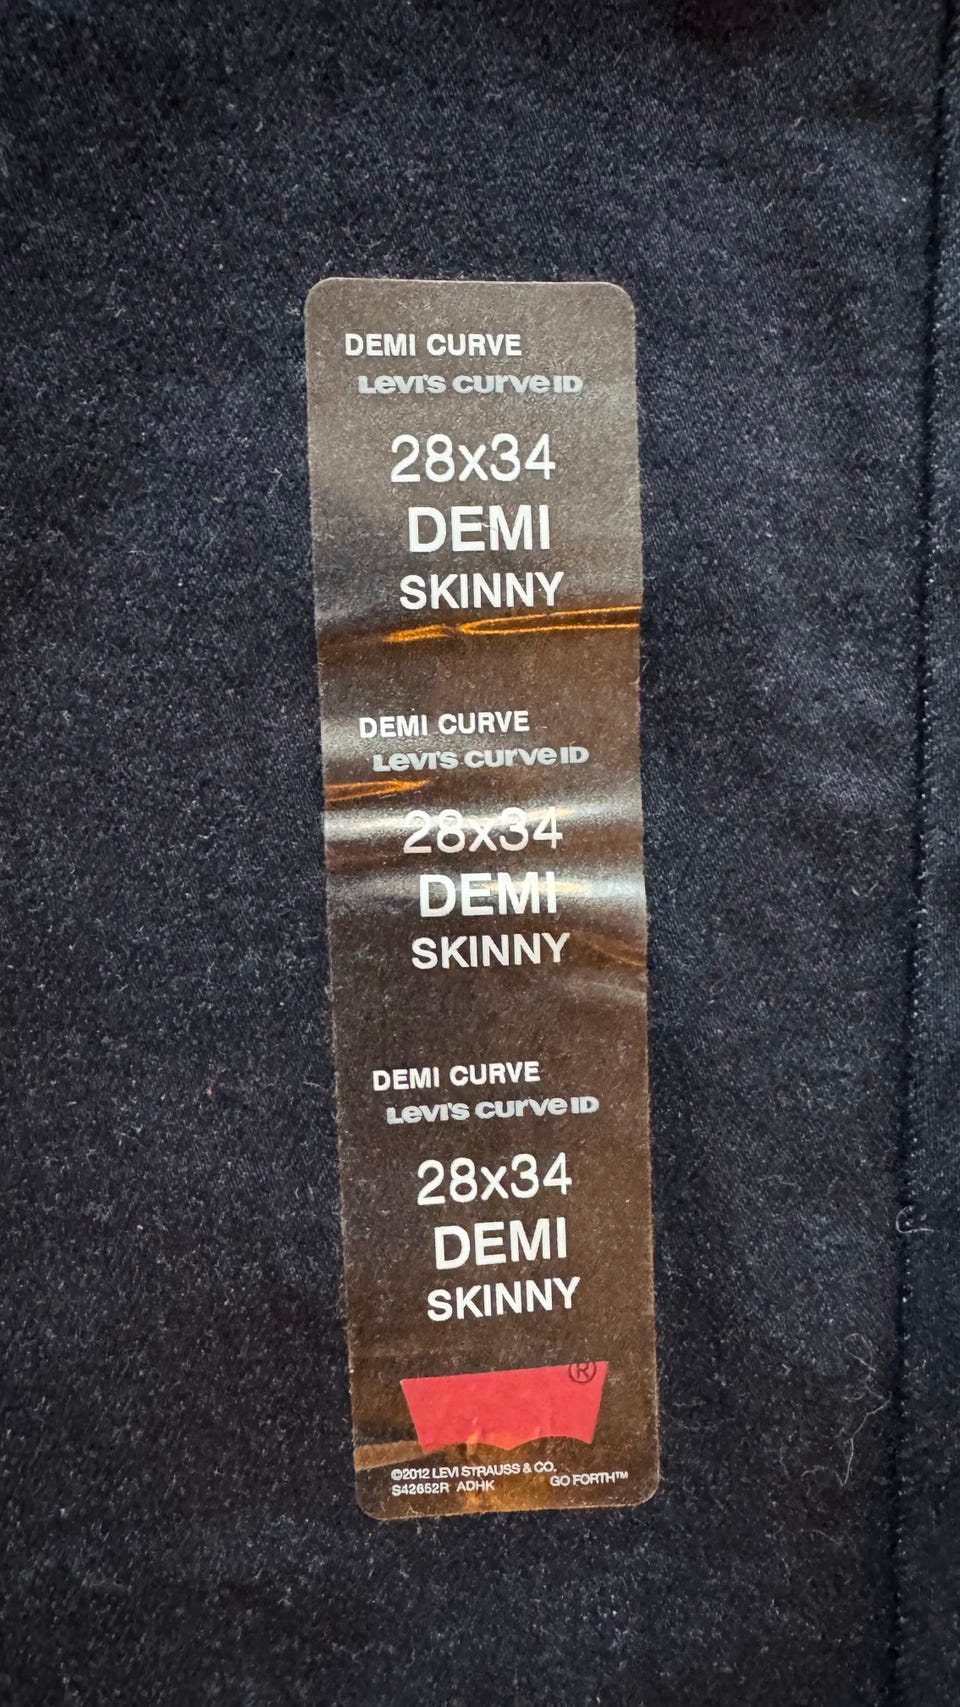 DEMI CURVE
Levi's curve ID
28x34
DEMI
SKINNY
DEMI CURVE
Levi's curve ID
28x34
DEMI
SKINNY
DEMI CURVE
Levi's curve ID
28x34
DEMI
SKINNY
®
©2012 LEVI STRAUSS & CO.
S42652R ADHK GO FORTH™